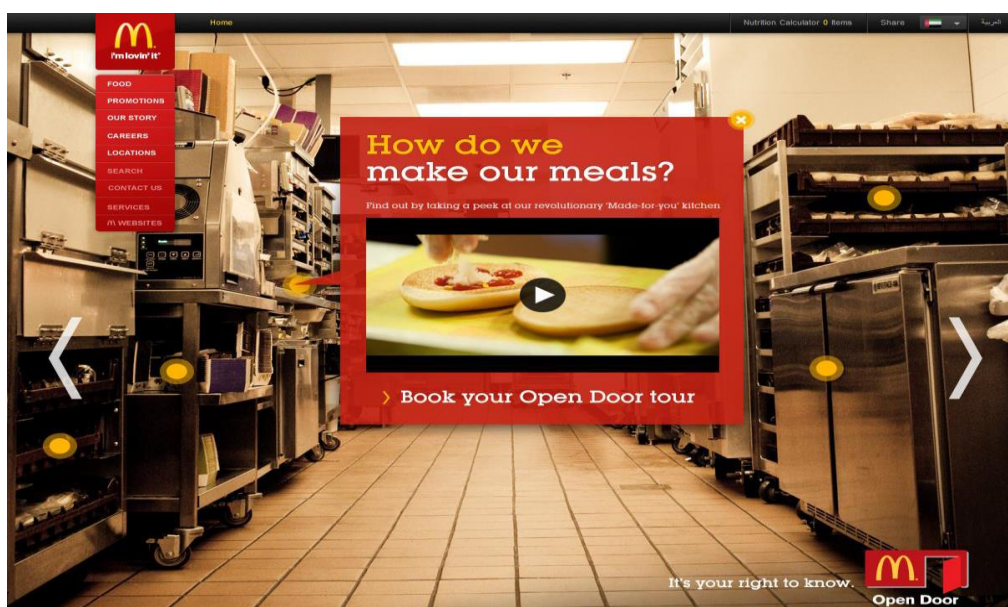 Home
Nutrition Calculator 0 Items
Share
العربية
i'm lovin' it
FOOD
PROMOTIONS
OUR STORY
CAREERS
LOCATIONS
SEARCH
CONTACT US
SERVICES
M WEBSITES
How do we
make our meals?
Find out by taking a peek at our revolutionary 'Made-for-you' kitchen
Book your Open Door tour
It's your right to know.
Open Door